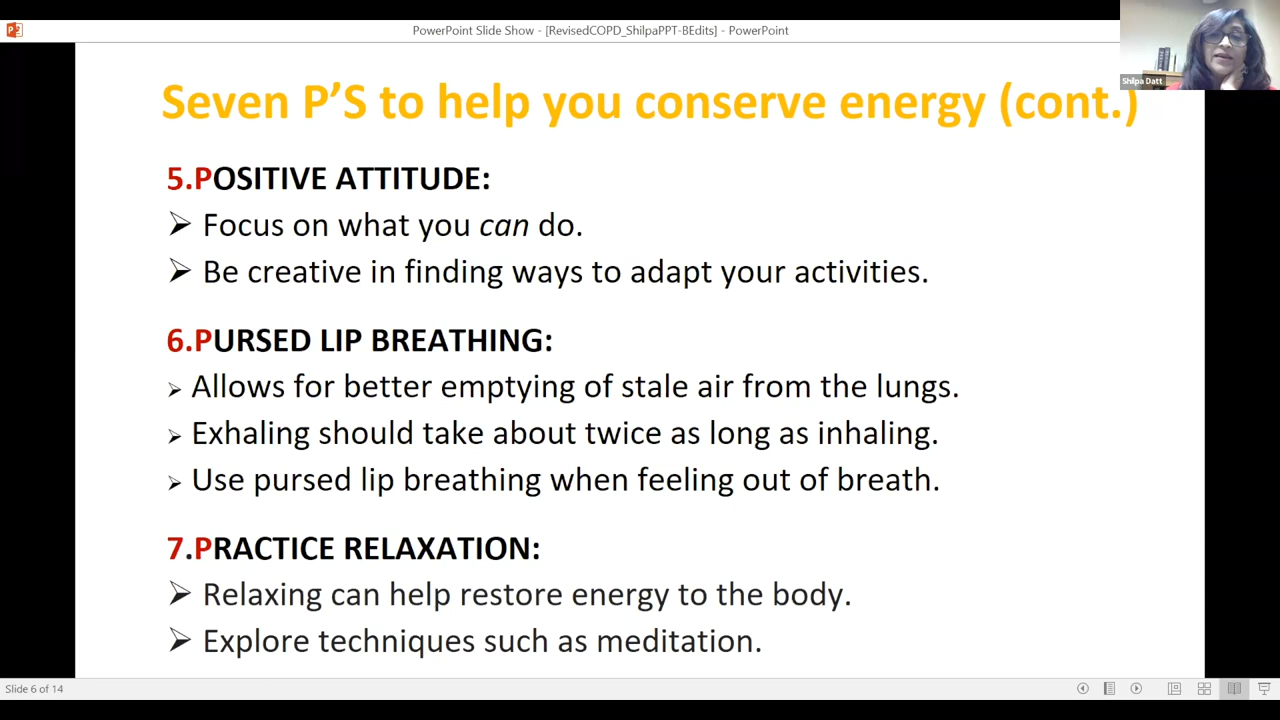 PowerPoint Slide Show - [RevisedCOPD_ShilpaPPT-BEdits] - PowerPoint
Shilpa Datt
Seven P’S to help you conserve energy (cont.)
5.POSITIVE ATTITUDE:
➢ Focus on what you can do.
➢ Be creative in finding ways to adapt your activities.
6.PURSED LIP BREATHING:
➢ Allows for better emptying of stale air from the lungs.
➢ Exhaling should take about twice as long as inhaling.
➢ Use pursed lip breathing when feeling out of breath.
7.PRACTICE RELAXATION:
➢ Relaxing can help restore energy to the body.
➢ Explore techniques such as meditation.
Slide 6 of 14